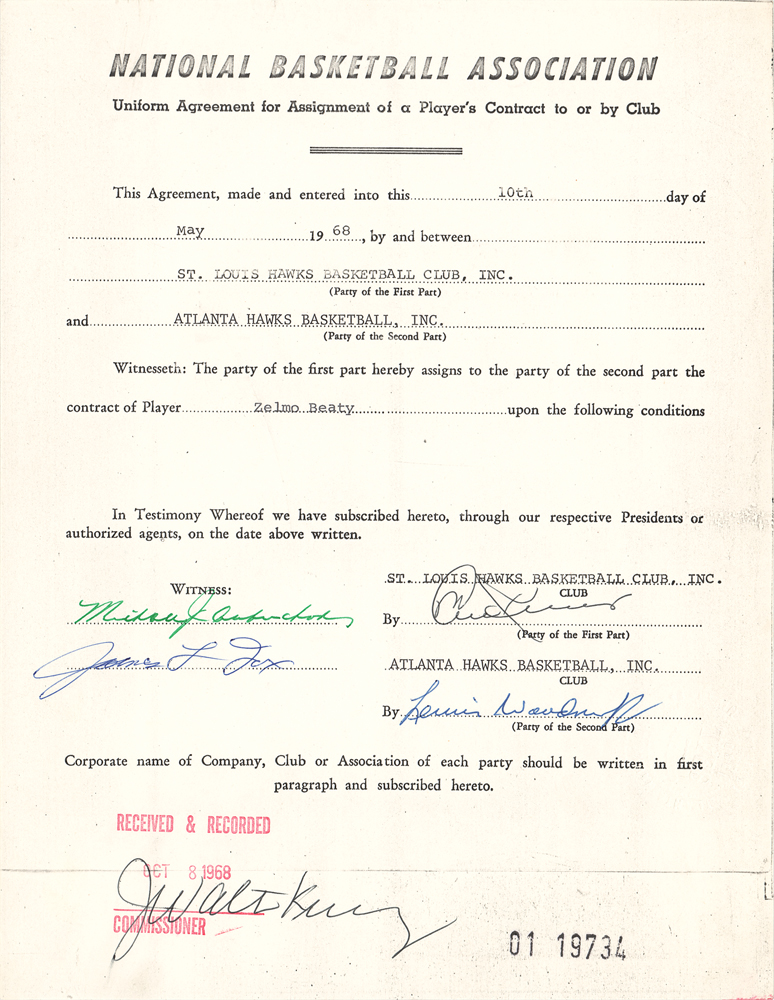 NATIONAL BASKETBALL ASSOCIATION
Uniform Agreement for Assignment of a Player's Contract to or by Club
This Agreement, made and entered into this 10th day of
May 19 68, by and between
ST. LOUIS HAWKS BASKETBALL CLUB, INC.
(Party of the First Part)
and ATLANTA HAWKS BASKETBALL, INC.
(Party of the Second Part)
Witnesseth: The party of the first part hereby assigns to the party of the second part the
contract of Player Zelmo Beaty upon the following conditions
In Testimony Whereof we have subscribed hereto, through our respective Presidents or
authorized agents, on the date above written.
WITNESS:
James L Fox
ST. LOUIS HAWKS BASKETBALL CLUB, INC.
CLUB
By
(Party of the First Part)
ATLANTA HAWKS BASKETBALL, INC.
CLUB
By
(Party of the Second Part)
Corporate name of Company, Club or Association of each party should be written in first
paragraph and subscribed hereto.
RECEIVED & RECORDED
OCT 8 1968
J Walt Kenny
COMMISSIONER
01 19734